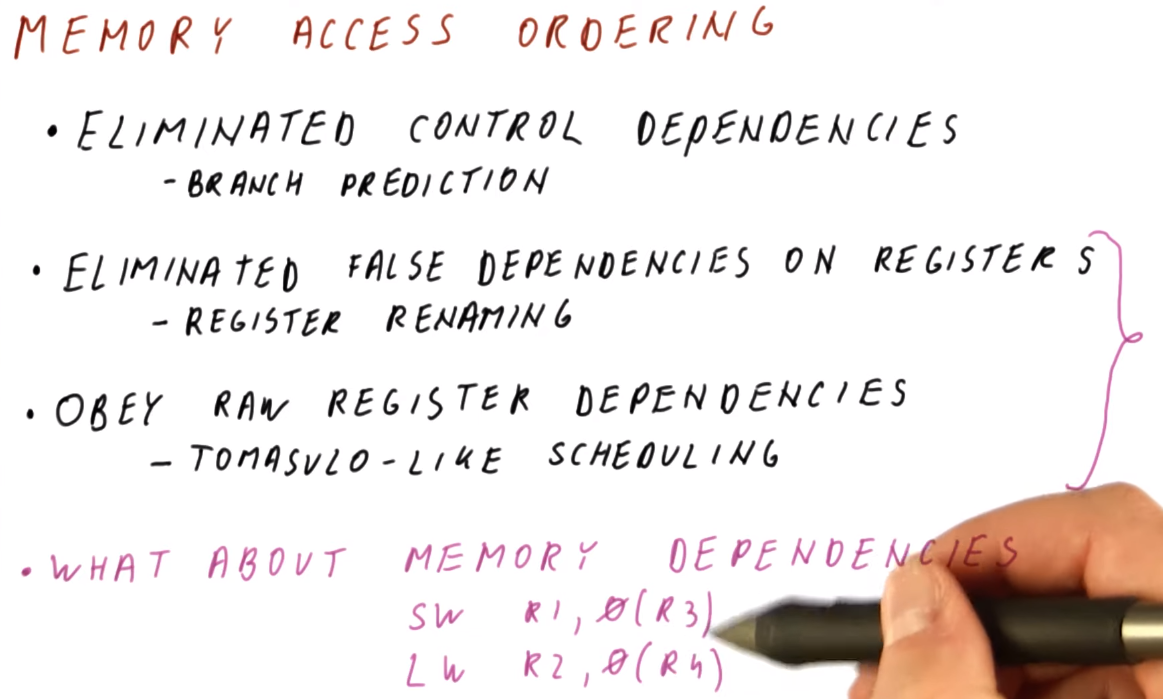 MEMORY ACCESS ORDERING
• ELIMINATED CONTROL DEPENDENCIES
- BRANCH PREDICTION
• ELIMINATED FALSE DEPENDENCIES ON REGISTERS
- REGISTER RENAMING
• OBEY RAW REGISTER DEPENDENCIES
- TOMASULO-LIKE SCHEDULING
• WHAT ABOUT MEMORY DEPENDENCIES
SW R1, 0(R3)
LW R2, 0(R4)